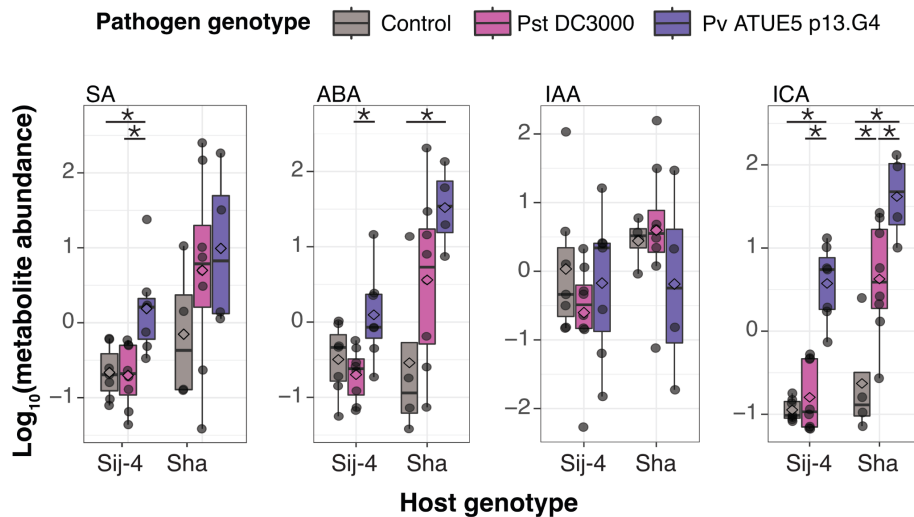 Pathogen genotype Control Pst DC3000 Pv ATUE5 p13.G4
SA ABA IAA ICA
Log10(metabolite abundance)
* * * * * * * * *
2 1 0 −1
2 1 0 −1
2 1 0 −1 −2
2 1 0 −1
Sij-4 Sha Sij-4 Sha Sij-4 Sha Sij-4 Sha
Host genotype